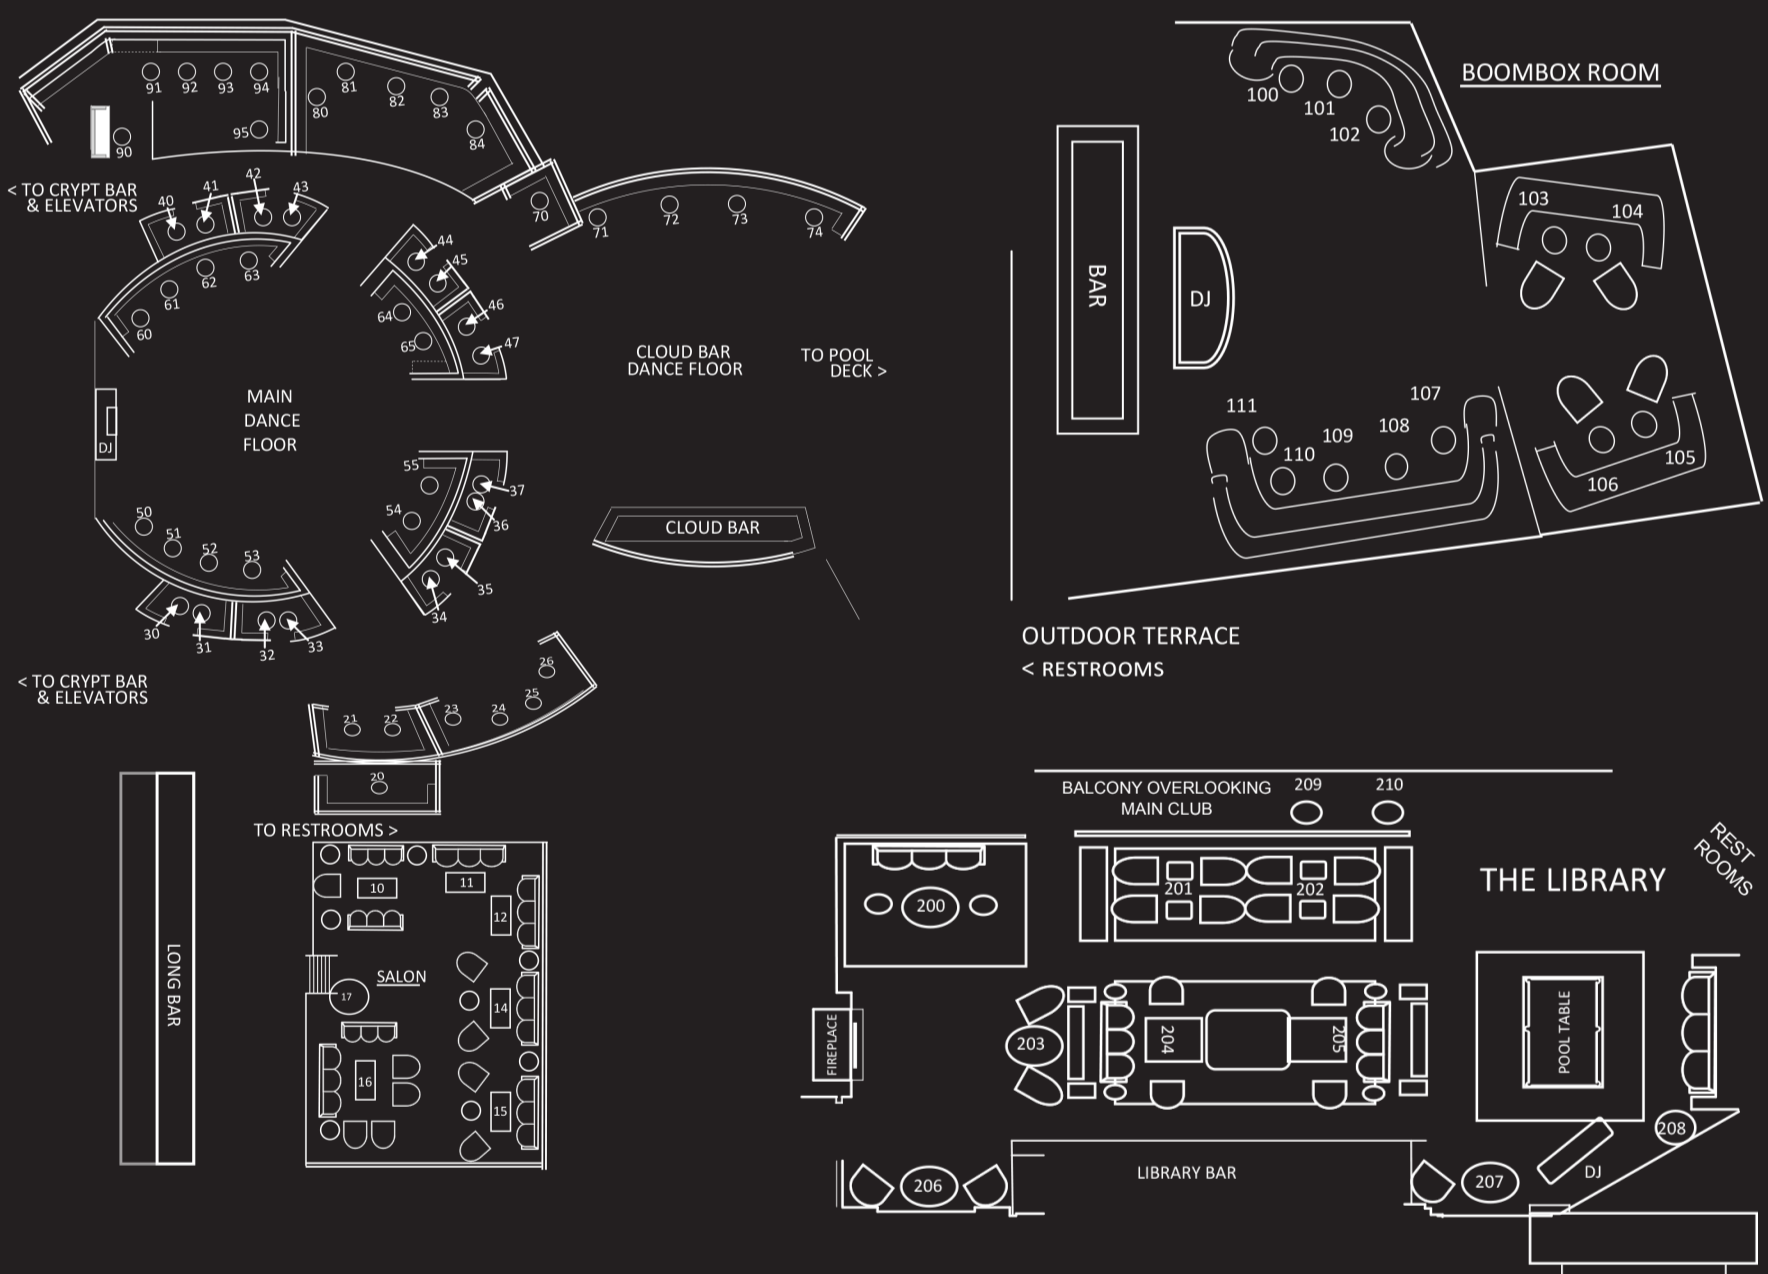 91 92 93 94
95
90
81
80 82 83
84
< TO CRYPT BAR
& ELEVATORS
40 41 42 43
70
71 72 73 74
44
45
46
47
60 61 62 63
64
65
MAIN
DANCE
FLOOR
DJ
CLOUD BAR
DANCE FLOOR
TO POOL
DECK >
55
54
37
36
35
34
50 51 52 53
30 31 32 33
CLOUD BAR
< TO CRYPT BAR
& ELEVATORS
26
25
24
23
22
21
20
TO RESTROOMS >
LONG BAR
10
11
12
SALON
17
14
16
15
BOOMBOX ROOM
100
101
102
103
104
BAR
DJ
111
110
109
108
107
106
105
OUTDOOR TERRACE
< RESTROOMS
BALCONY OVERLOOKING
MAIN CLUB
209
210
THE LIBRARY
REST
ROOMS
200
201
202
FIREPLACE
203
204
205
POOL TABLE
208
DJ
206
LIBRARY BAR
207